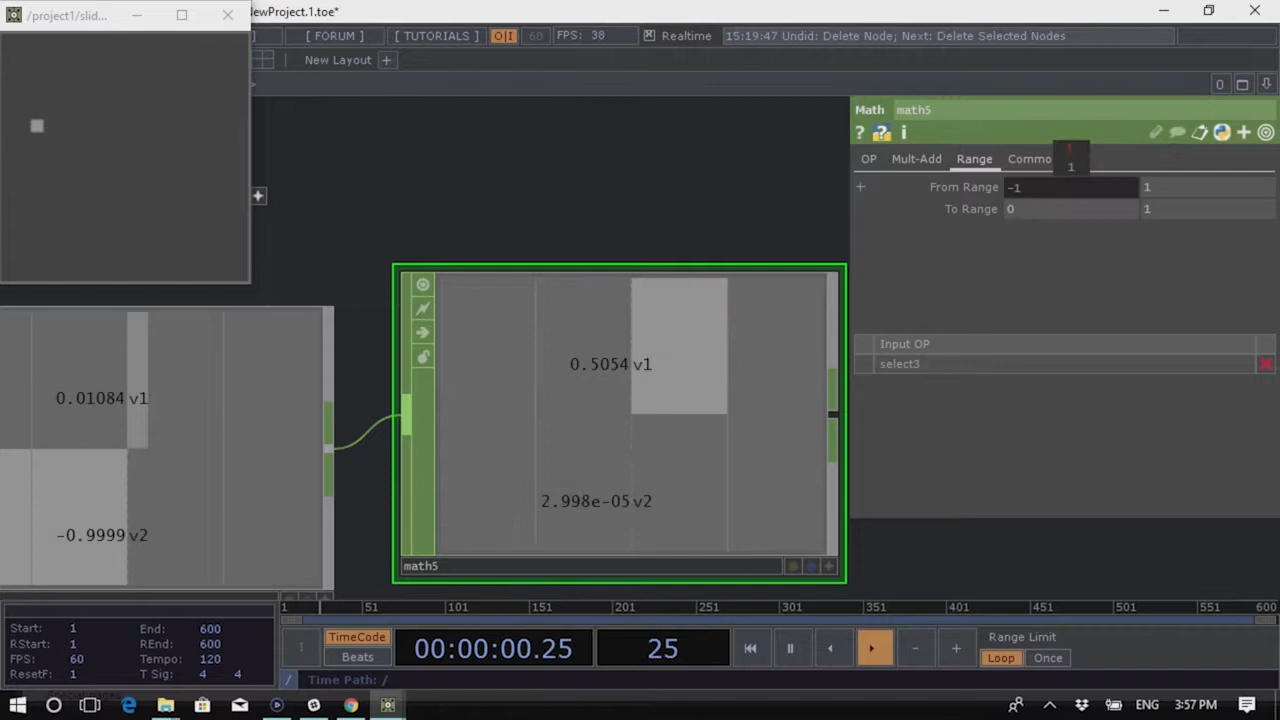 /project1/slid...
lewProject.1.toe*
]
[ FORUM ]
[ TUTORIALS ]
O|I
60
FPS: 30
Realtime
15:19:47 Undid: Delete Node; Next: Delete Selected Nodes
New Layout +
0
Math math5
? ? i
OP Mult-Add Range Commo
1
From Range -1 1
To Range 0 1
Input OP
select3
0.5054 v1
0.01084 v1
2.998e-05 v2
-0.9999 v2
math5
1 51 101 151 201 251 301 351 401 451 501 551 600
Start: 1 End: 600
RStart: 1 REnd: 600
FPS: 60 Tempo: 120
ResetF: 1 T Sig: 4 4
TimeCode
Beats
00:00:00.25
25
Range Limit
Loop Once
/ Time Path: /
ENG 3:57 PM